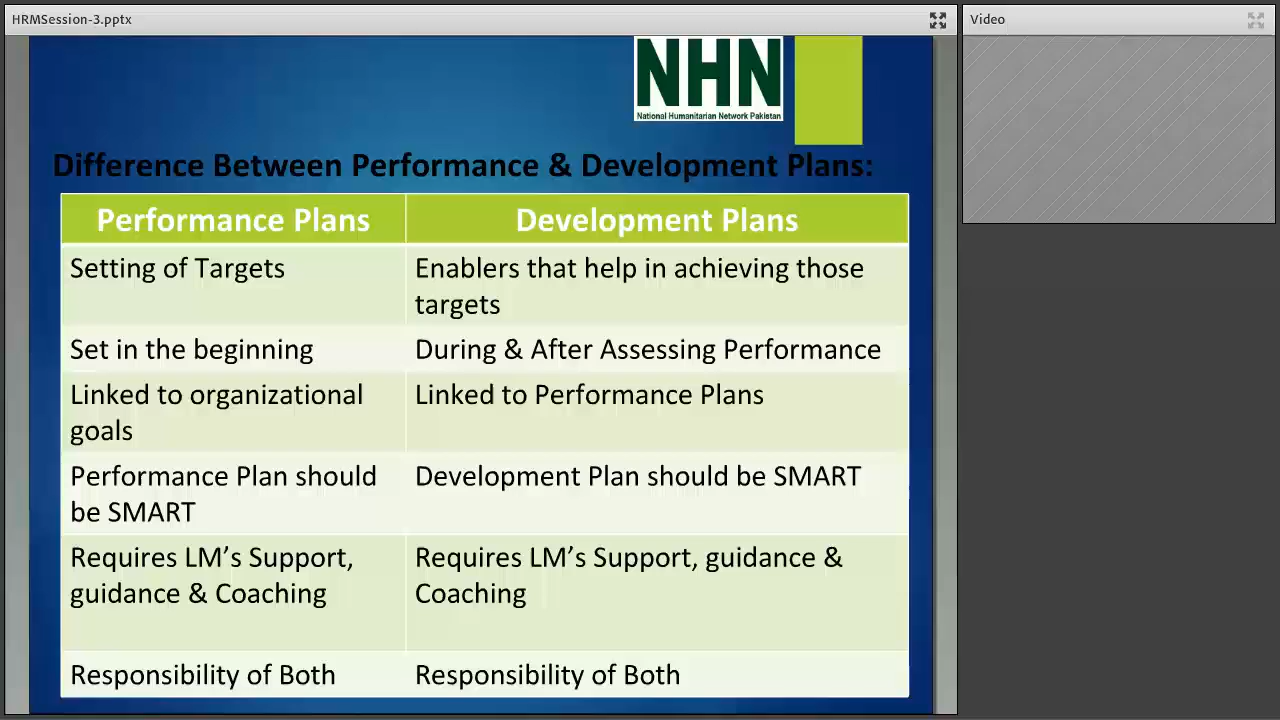 HRMSession-3.pptx
Video
NHN
National Humanitarian Network Pakistan
Difference Between Performance & Development Plans:
Performance Plans
Development Plans
Setting of Targets
Enablers that help in achieving those
targets
Set in the beginning
During & After Assessing Performance
Linked to organizational
goals
Linked to Performance Plans
Performance Plan should
be SMART
Development Plan should be SMART
Requires LM’s Support,
guidance & Coaching
Requires LM’s Support, guidance &
Coaching
Responsibility of Both
Responsibility of Both